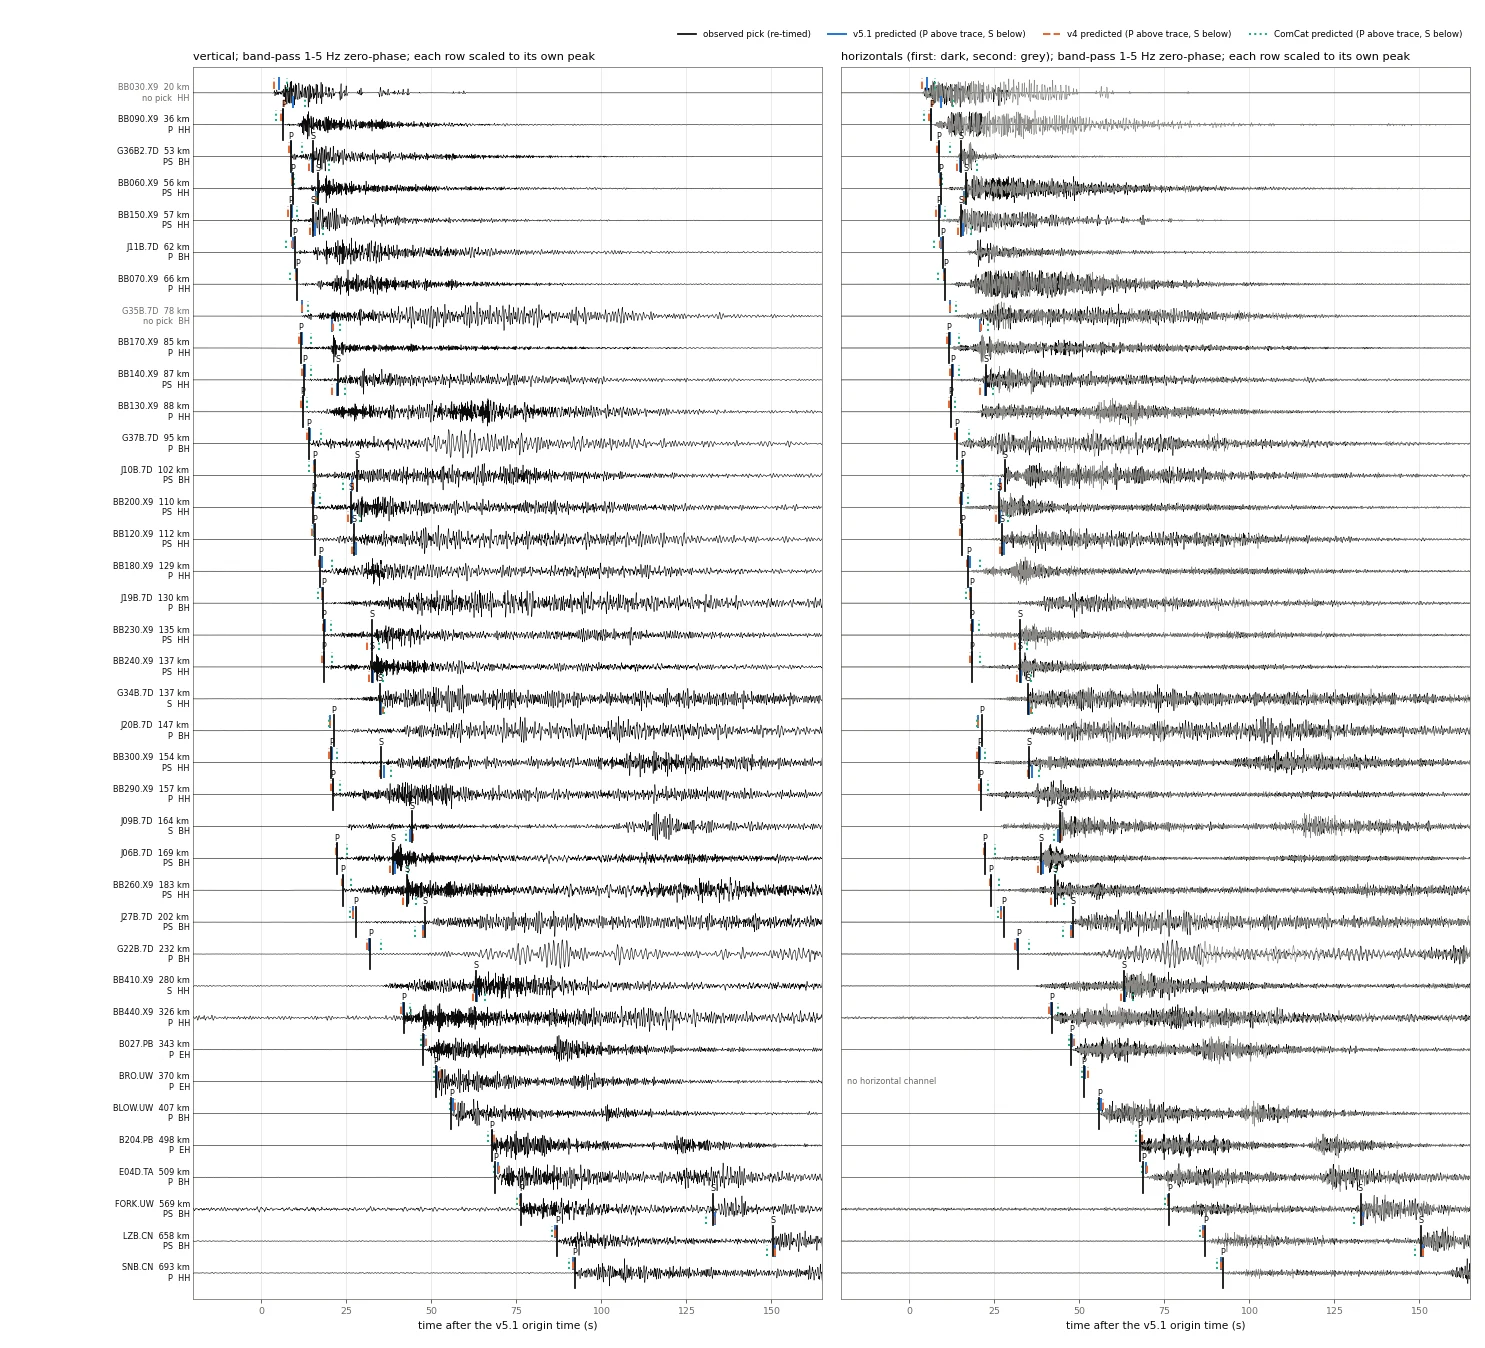 observed pick (re-timed) v5.1 predicted (P above trace, S below) v4 predicted (P above trace, S below) ComCat predicted (P above trace, S below)
vertical; band-pass 1-5 Hz zero-phase; each row scaled to its own peak
horizontals (first: dark, second: grey); band-pass 1-5 Hz zero-phase; each row scaled to its own peak
BB030.X9 20 km
no pick HH
BB090.X9 36 km
P HH
G36B2.7D 53 km
PS BH
BB060.X9 56 km
PS HH
BB150.X9 57 km
PS HH
J11B.7D 62 km
P BH
BB070.X9 66 km
P HH
G35B.7D 78 km
no pick BH
BB170.X9 85 km
P HH
BB140.X9 87 km
PS HH
BB130.X9 88 km
P HH
G37B.7D 95 km
P BH
J10B.7D 102 km
PS BH
BB200.X9 110 km
PS HH
BB120.X9 112 km
PS HH
BB180.X9 129 km
P HH
J19B.7D 130 km
P BH
BB230.X9 135 km
PS HH
BB240.X9 137 km
PS HH
G34B.7D 137 km
S HH
J20B.7D 147 km
P BH
BB300.X9 154 km
PS HH
BB290.X9 157 km
P HH
J09B.7D 164 km
S BH
J06B.7D 169 km
PS BH
BB260.X9 183 km
PS HH
J27B.7D 202 km
PS BH
G22B.7D 232 km
P BH
BB410.X9 280 km
S HH
BB440.X9 326 km
P HH
B027.PB 343 km
P EH
BRO.UW 370 km
P EH
no horizontal channel
BLOW.UW 407 km
P BH
B204.PB 498 km
P EH
E04D.TA 509 km
P BH
FORK.UW 569 km
PS BH
LZB.CN 658 km
PS BH
SNB.CN 693 km
P HH
0 25 50 75 100 125 150
time after the v5.1 origin time (s)
0 25 50 75 100 125 150
time after the v5.1 origin time (s)